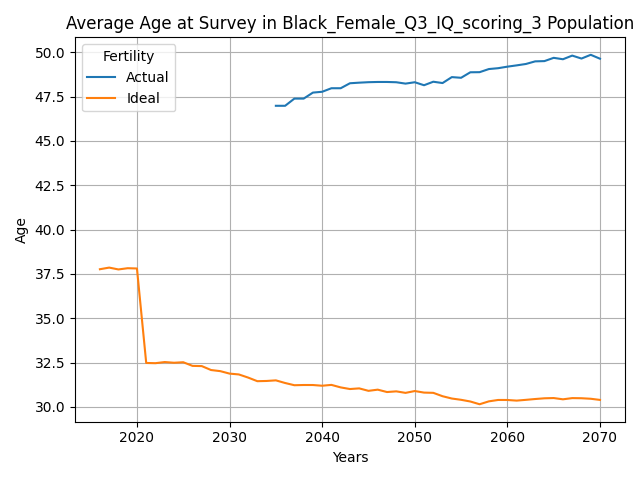 Average Age at Survey in Black_Female_Q3_IQ_scoring_3 Population
Fertility
Actual
Ideal
50.0
47.5
45.0
42.5
40.0
37.5
35.0
32.5
30.0
Age
2020 2030 2040 2050 2060 2070
Years